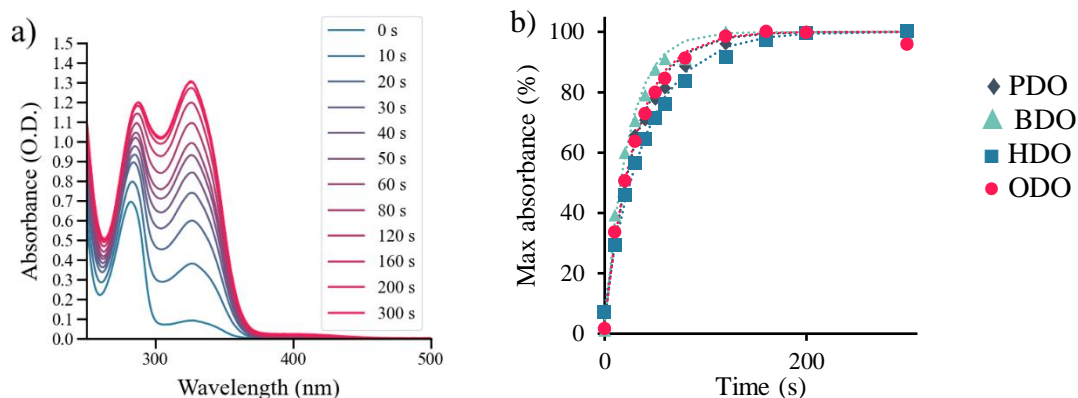 a)
Absorbance (O.D.)
1.5
1.4
1.3
1.2
1.1
1.0
0.9
0.8
0.7
0.6
0.5
0.4
0.3
0.2
0.1
0.0
300
400
500
Wavelength (nm)
0 s
10 s
20 s
30 s
40 s
50 s
60 s
80 s
120 s
160 s
200 s
300 s
b)
Max absorbance (%)
100
80
60
40
20
0
0
200
Time (s)
PDO
BDO
HDO
ODO